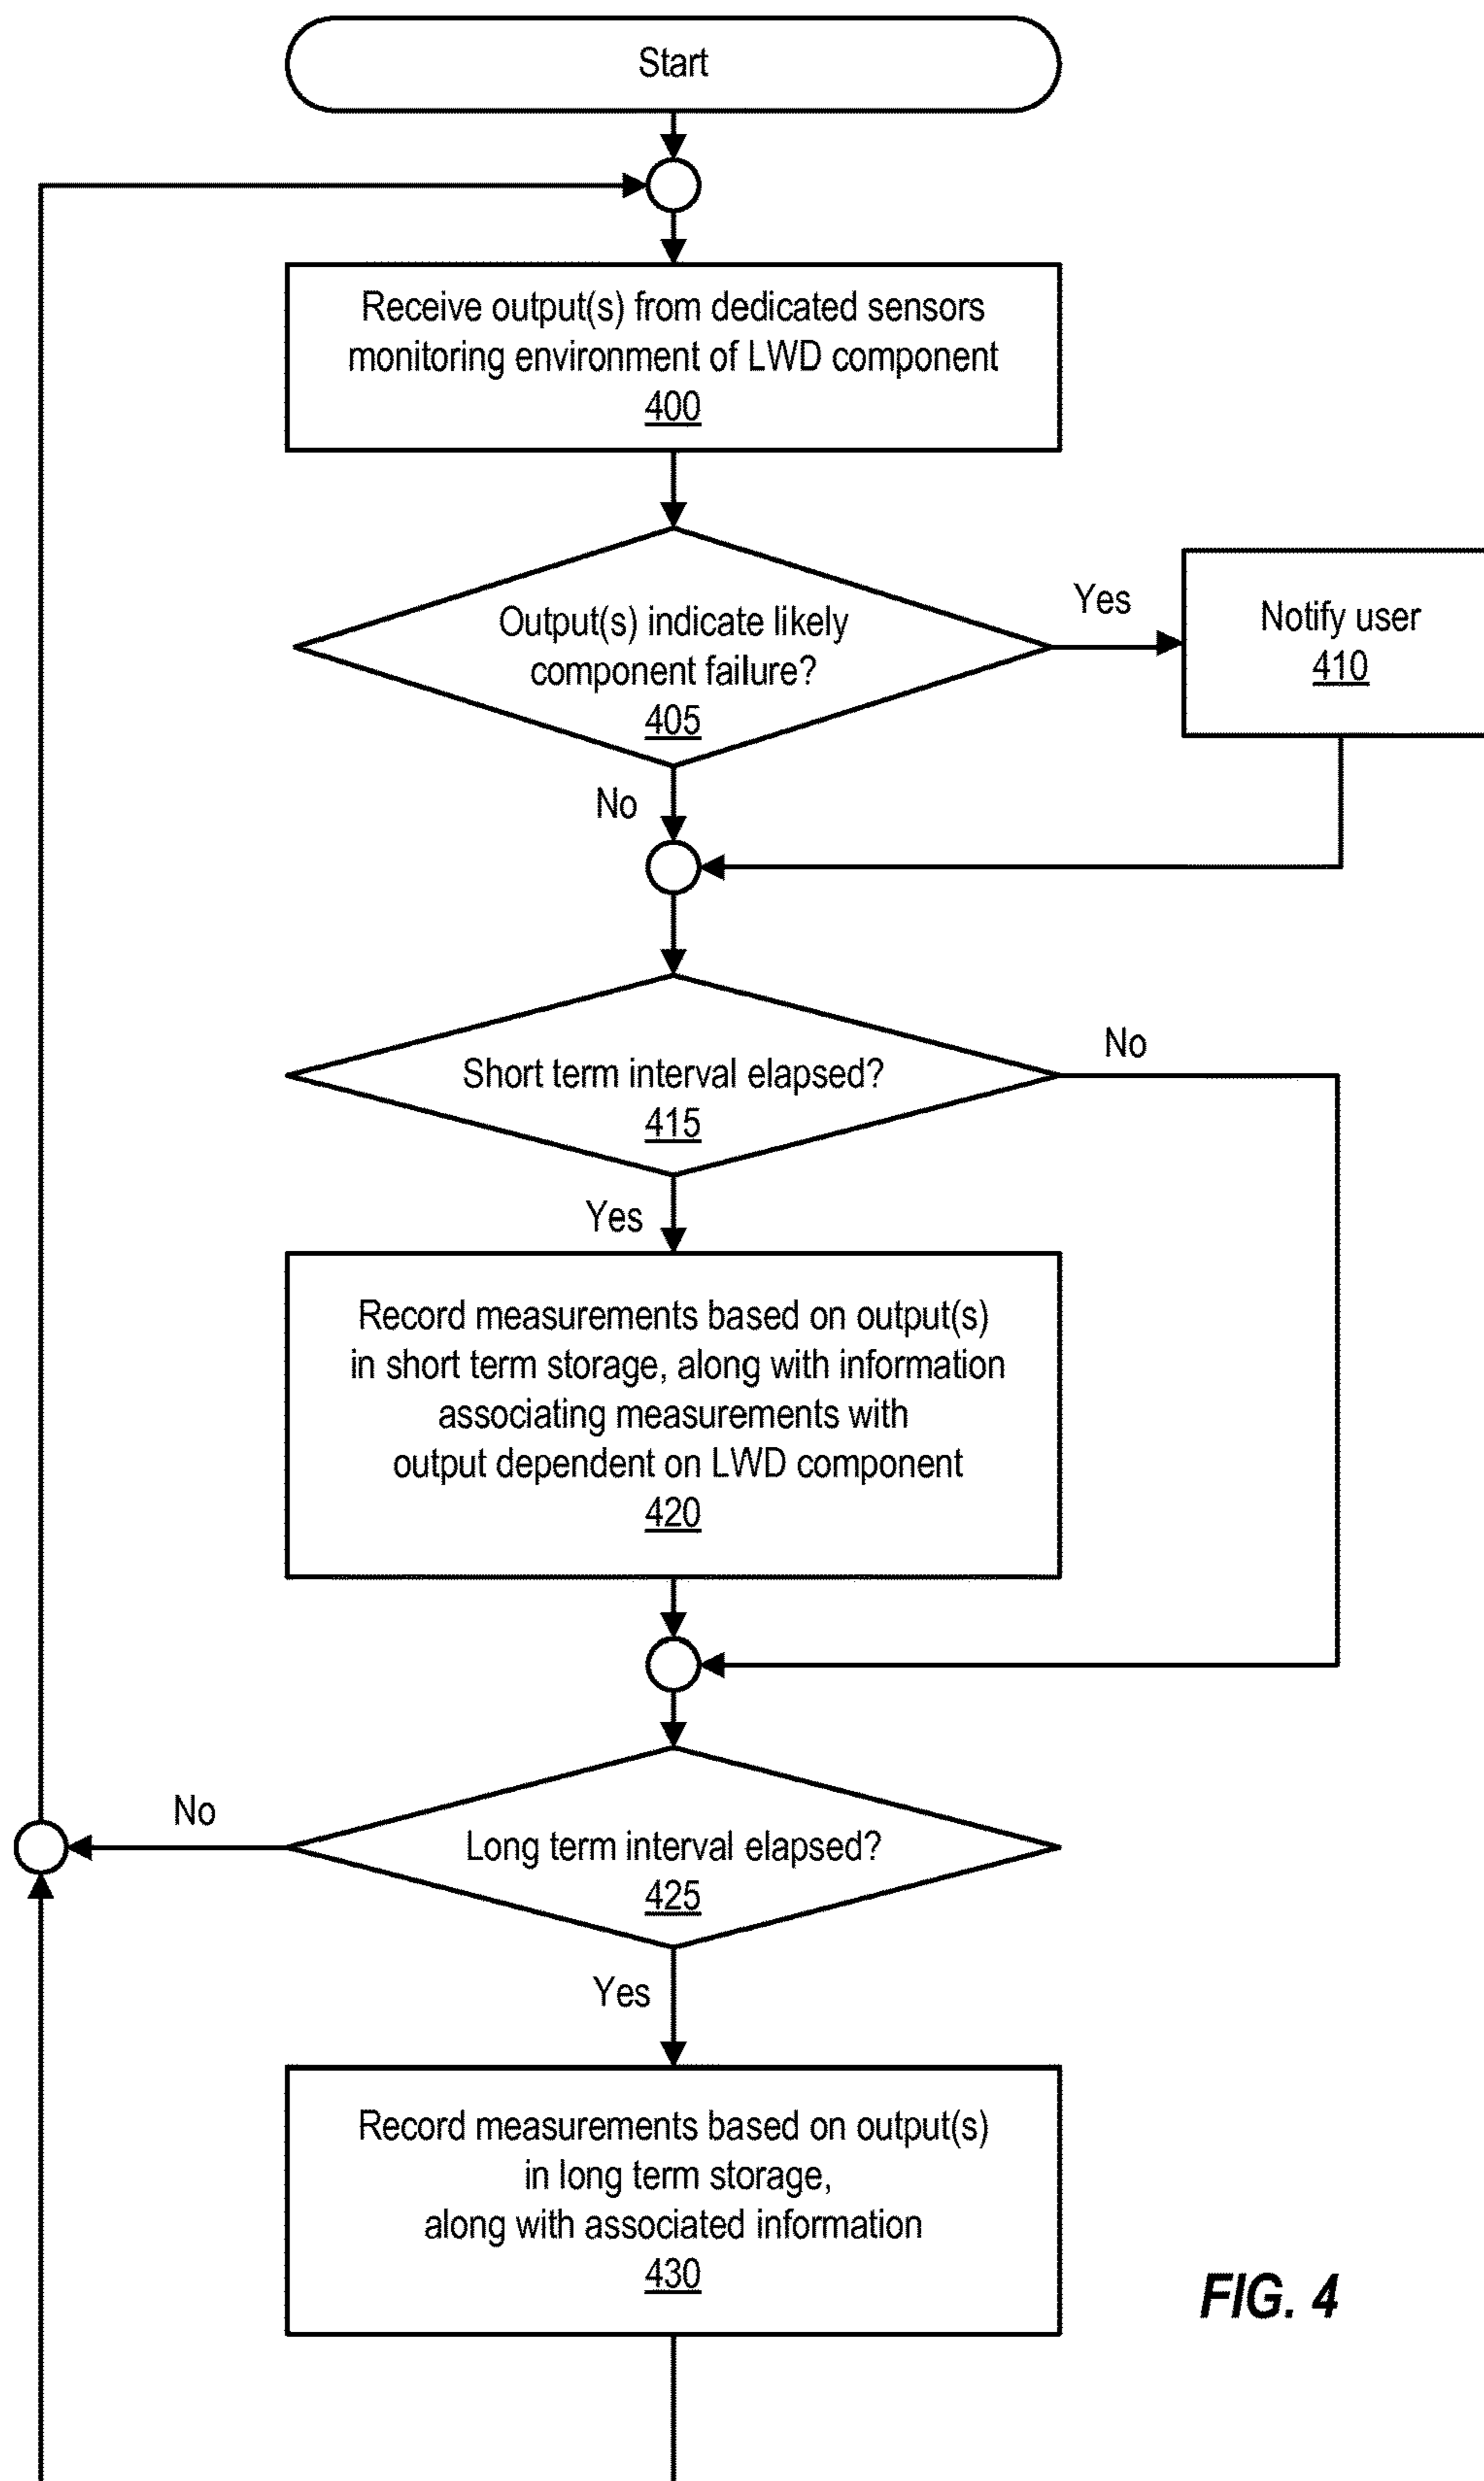 Start
Receive output(s) from dedicated sensors
monitoring environment of LWD component
400
Output(s) indicate likely
component failure?
405
Yes
Notify user
410
No
Short term interval elapsed?
415
No
Yes
Record measurements based on output(s)
in short term storage, along with information
associating measurements with
output dependent on LWD component
420
No
Long term interval elapsed?
425
Yes
Record measurements based on output(s)
in long term storage,
along with associated information
430
FIG. 4